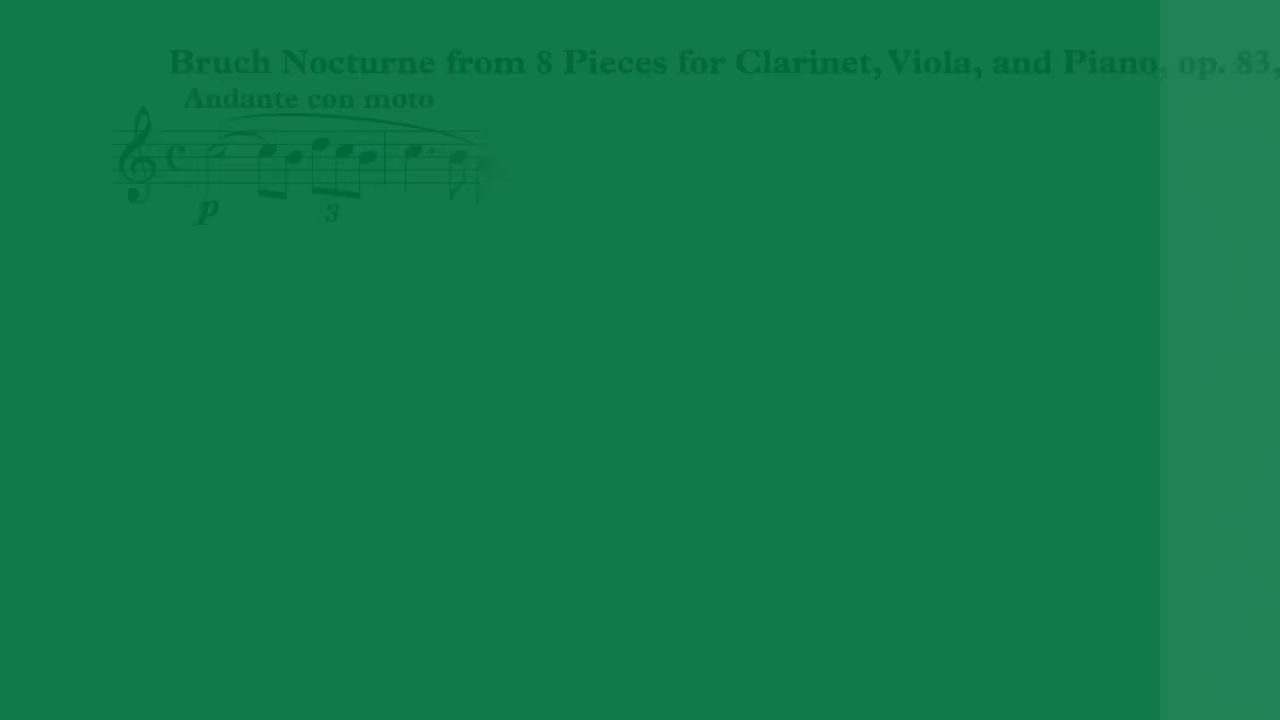 Bruch Nocturne from 8 Pieces for Clarinet, Viola, and Piano, op. 83,
Andante con moto
p
3